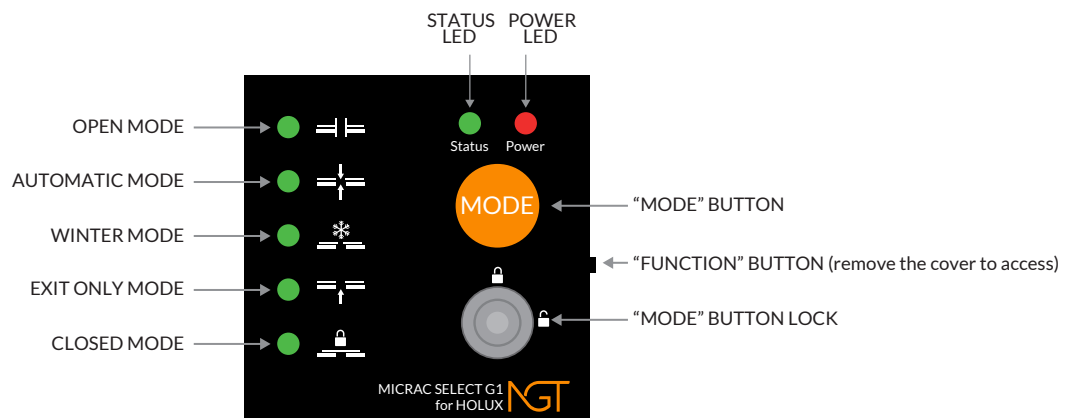 STATUS
LED
POWER
LED
OPEN MODE
AUTOMATIC MODE
WINTER MODE
EXIT ONLY MODE
CLOSED MODE
Status
Power
MODE
“MODE” BUTTON
“FUNCTION” BUTTON (remove the cover to access)
“MODE” BUTTON LOCK
MICRAC SELECT G1
for HOLUX
NGT